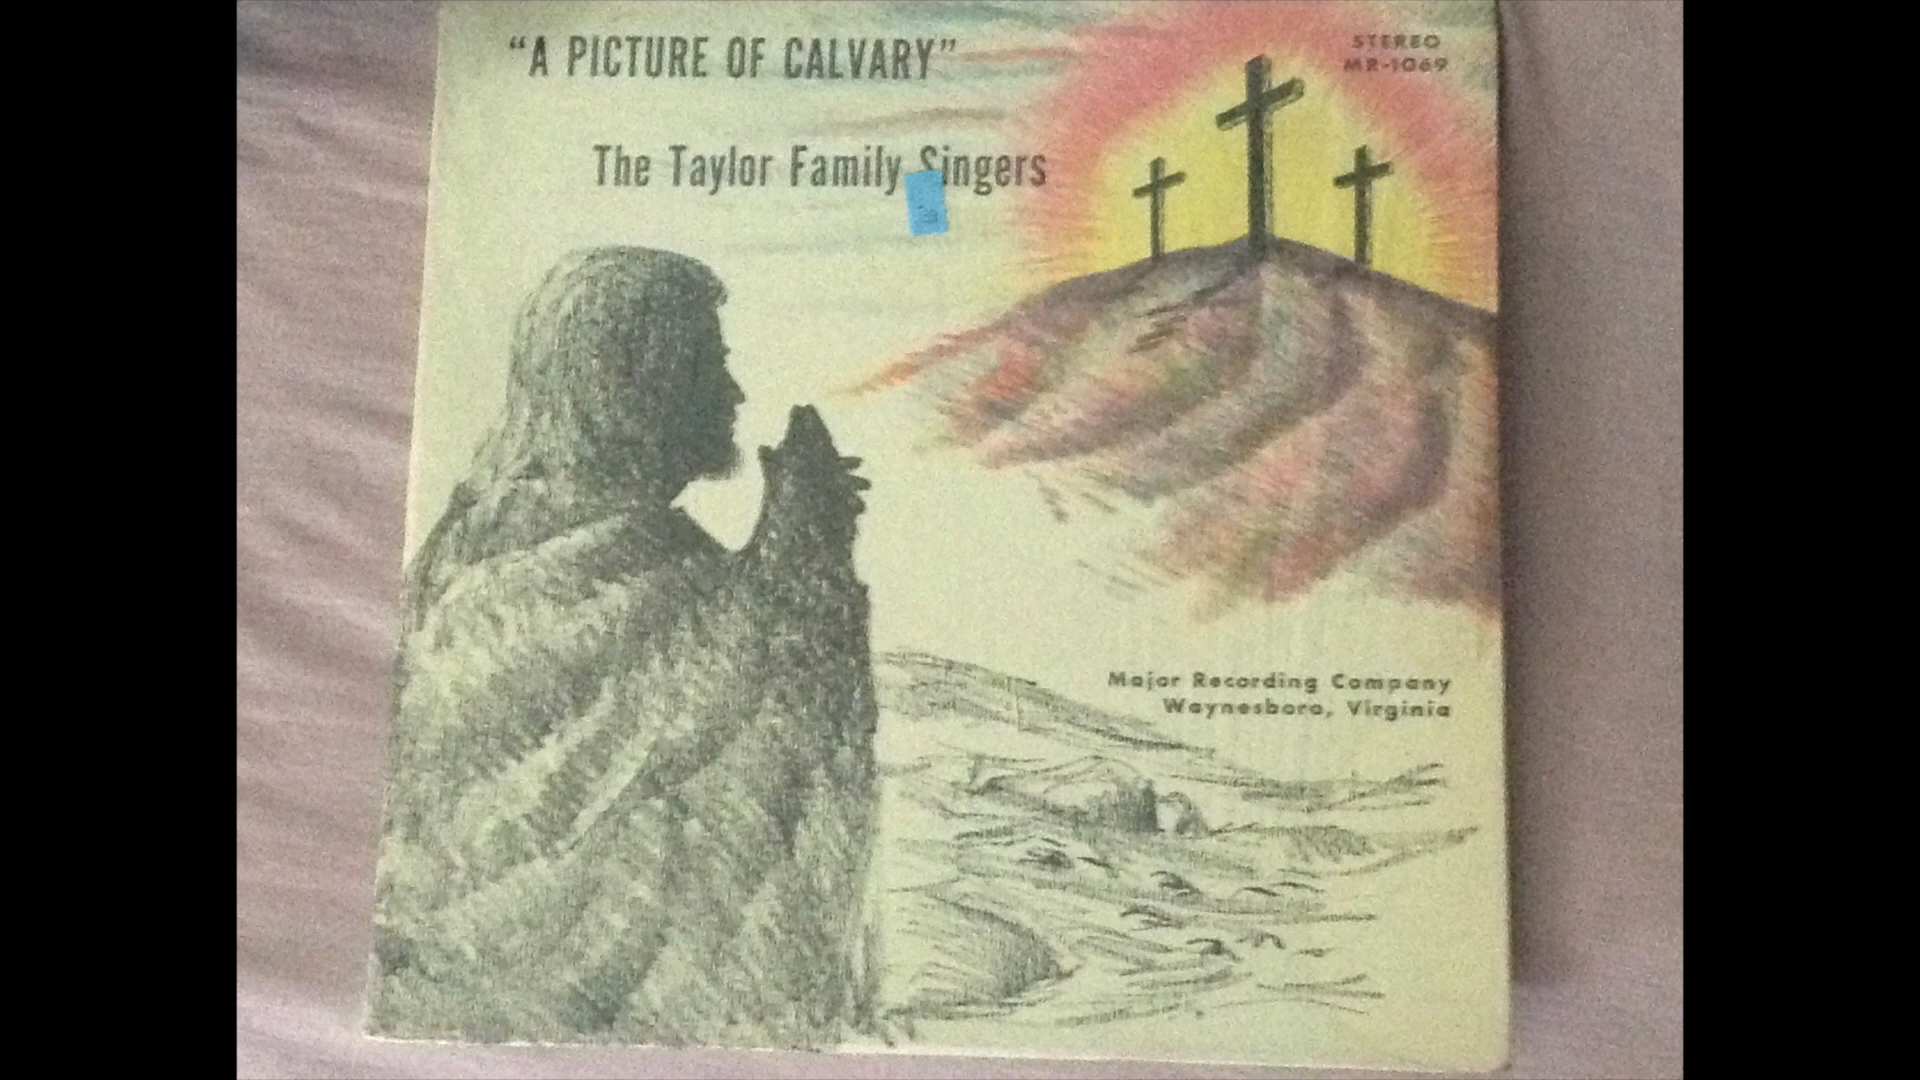 "A PICTURE OF CALVARY"
STEREO
MR-1069
The Taylor Family Singers
Major Recording Company
Waynesboro, Virginia